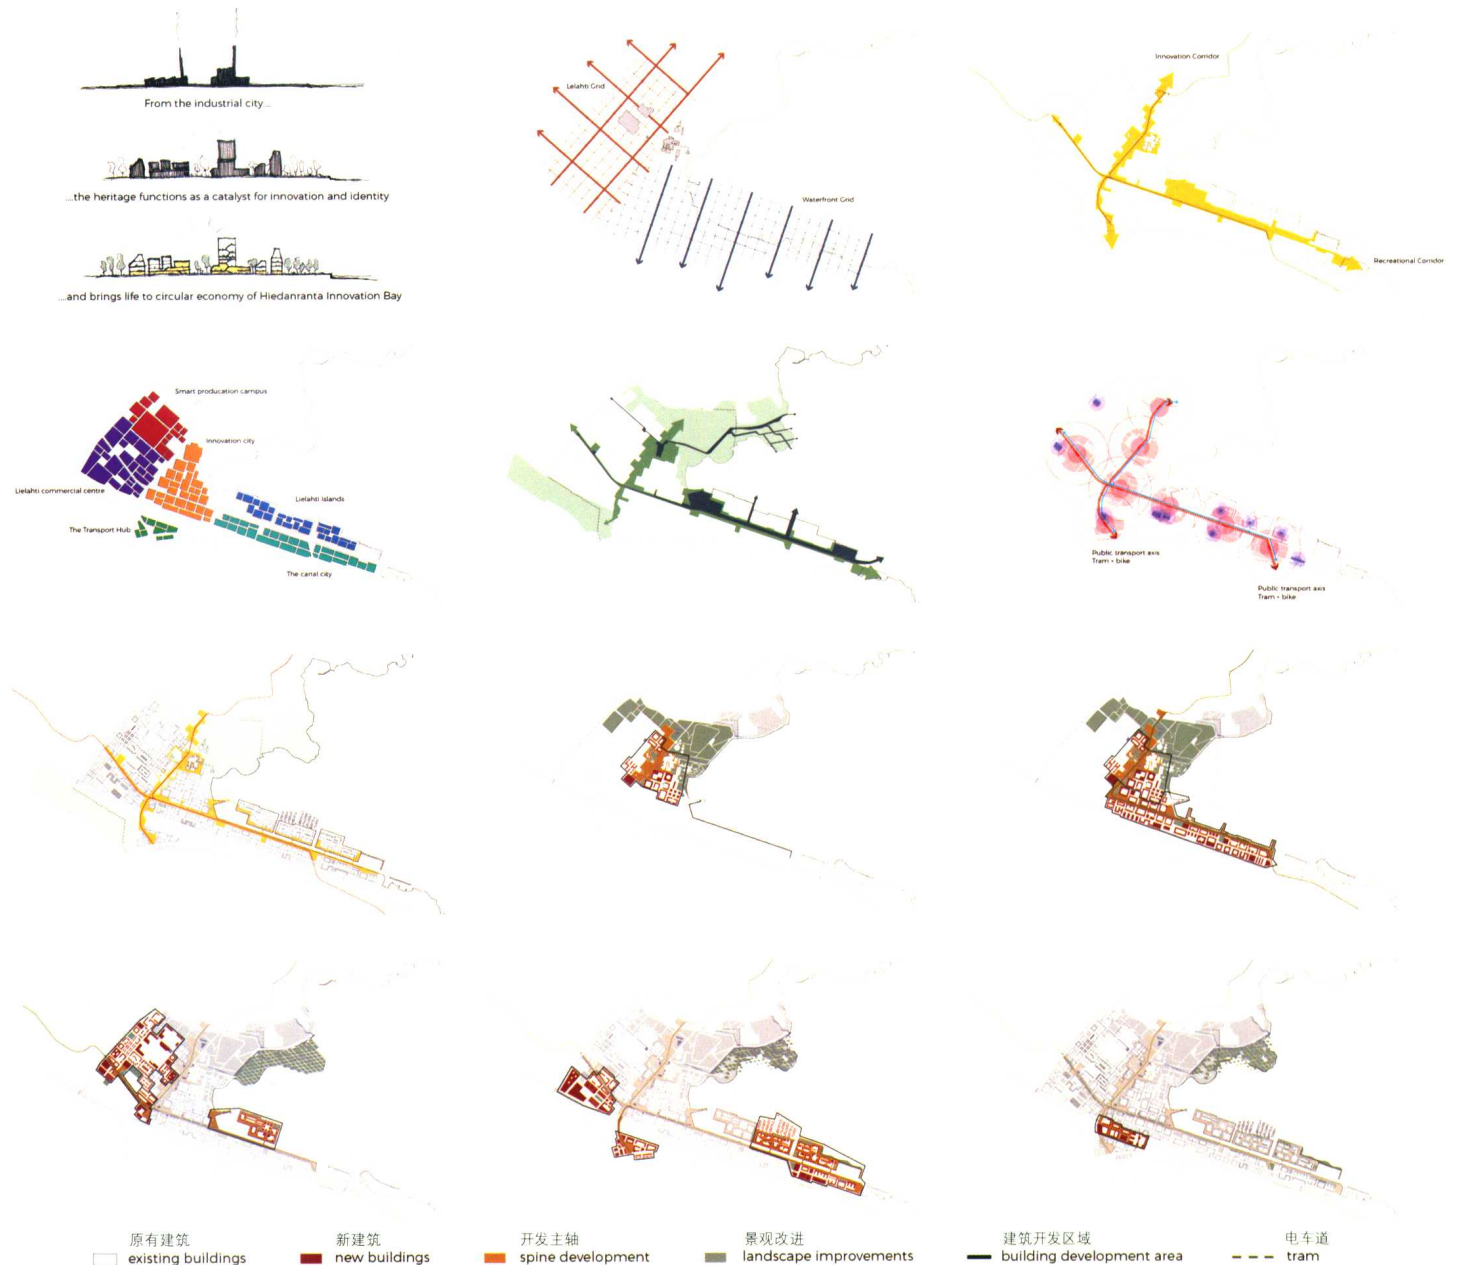 From the industrial city...
....the heritage functions as a catalyst for innovation and identity
....and brings life to circular economy of Hiedanranta Innovation Bay
Lelahti Grid
Waterfront Grid
Innovation Corridor
Recreational Corridor
Smart producation campus
Innovation city
Lielahti commercial centre
Lielahti Islands
The Transport Hub
The canal city
Public transport axis
Tram + bike
Public transport axis
Tram + bike
原有建筑
existing buildings
新建筑
new buildings
开发主轴
spine development
景观改进
landscape improvements
建筑开发区域
building development area
电车道
tram